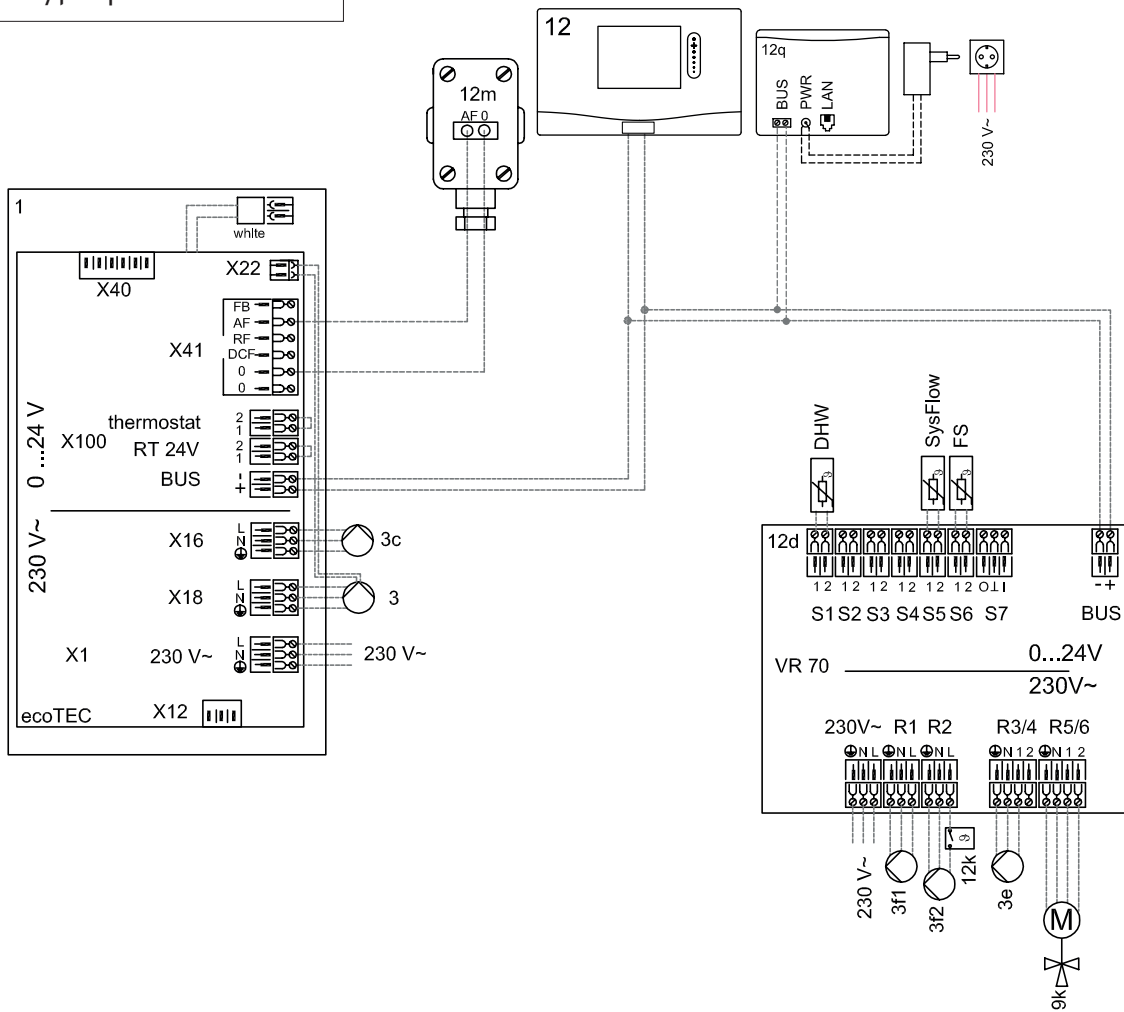 12
12q
BUS
PWR
LAN
230 V~
12m
AF 0
1
white
X40
X22
X41
FB
AF
RF
DCF
0
0
0 ...24 V
X100
thermostat
2
1
RT 24V
2
1
BUS
-
+
230 V~
X16
L
N
3c
X18
L
N
3
X1
230 V~
L
N
230 V~
ecoTEC
X12
DHW
SysFlow
FS
12d
1 2
1 2
1 2
1 2
1 2
1 2
O T I
- +
S1 S2 S3 S4 S5 S6 S7
BUS
VR 70
0...24V
230V~
230V~ R1 R2 R3/4 R5/6
N L
N L
N L
N 1 2
N 1 2
230 V~
3f1
3f2
12k
3e
M
9k